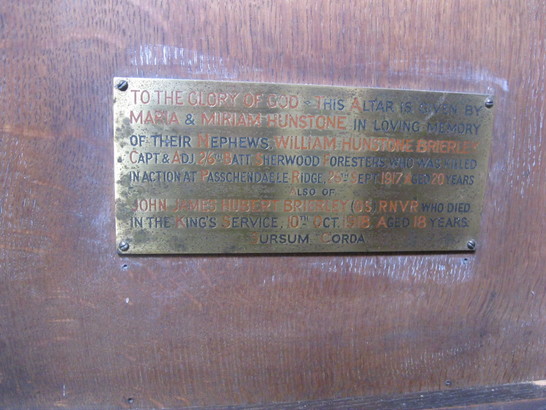 TO THE GLORY OF GOD - THIS ALTAR IS GIVEN BY
MARIA & MIRIAM HUNSTONE IN LOVING MEMORY
OF THEIR NEPHEWS, WILLIAM HUNSTONE BRIERLEY
CAPT & ADJ. BATT. SHERWOOD FORESTERS, WHO WAS KILLED
IN ACTION AT PASSCHENDAELE RIDGE, SEPT 1917, AGED 20 YEARS
ALSO OF
JOHN JAMES HUBERT BRIERLEY (OS) RNVR WHO DIED
IN THE KING'S SERVICE, 10TH OCT. 1918, AGED 18 YEARS.
SURSUM CORDA